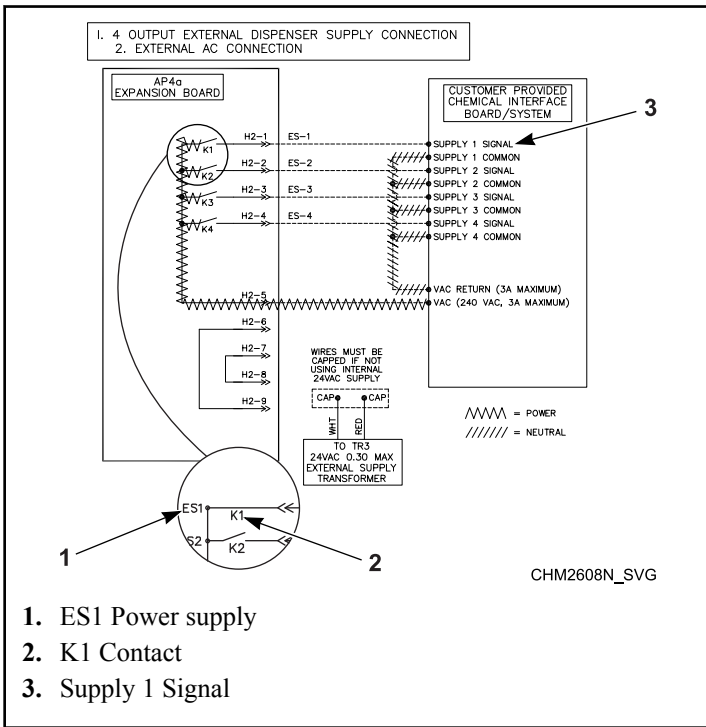 1. 4 OUTPUT EXTERNAL DISPENSER SUPPLY CONNECTION
2. EXTERNAL AC CONNECTION
AP4a
EXPANSION BOARD
CUSTOMER PROVIDED
CHEMICAL INTERFACE
BOARD/SYSTEM
3
K1
H2-1
ES-1
SUPPLY 1 SIGNAL
SUPPLY 1 COMMON
K2
H2-2
ES-2
SUPPLY 2 SIGNAL
SUPPLY 2 COMMON
K3
H2-3
ES-3
SUPPLY 3 SIGNAL
SUPPLY 3 COMMON
K4
H2-4
ES-4
SUPPLY 4 SIGNAL
SUPPLY 4 COMMON
VAC RETURN (3A MAXIMUM)
H2-5
VAC (240 VAC, 3A MAXIMUM)
H2-6
H2-7
H2-8
H2-9
WIRES MUST BE
CAPPED IF NOT
USING INTERNAL
24VAC SUPPLY
CAP CAP
WHT RED
TO TR3
24VAC 0.30 MAX
EXTERNAL SUPPLY
TRANSFORMER
= POWER
= NEUTRAL
ES1
K1
S2
K2
1
2
CHM2608N_SVG
1. ES1 Power supply
2. K1 Contact
3. Supply 1 Signal